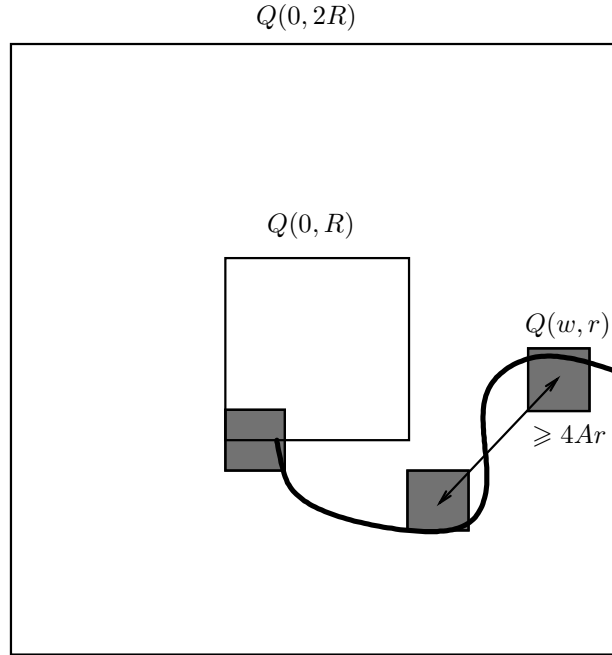 Q(0, 2R)
Q(0, R)
Q(w, r)
⩾ 4Ar